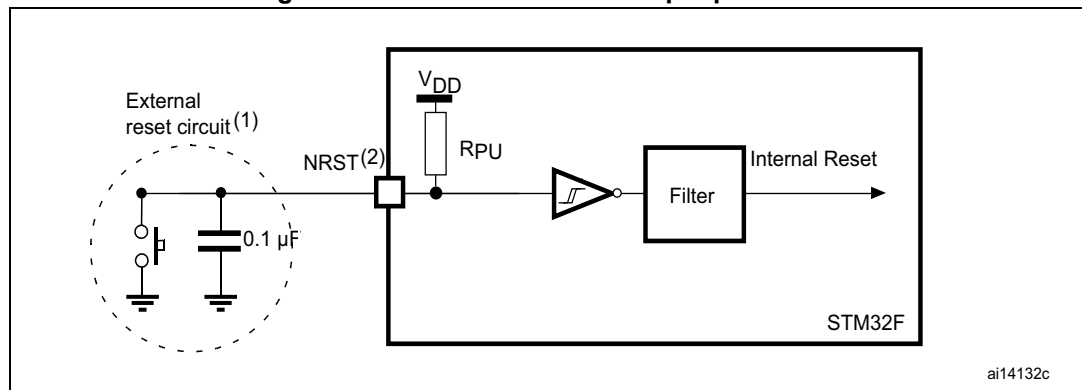 External
reset circuit(1)
VDD
RPU
NRST(2)
Internal Reset
Filter
0.1 µF
STM32F
ai14132c